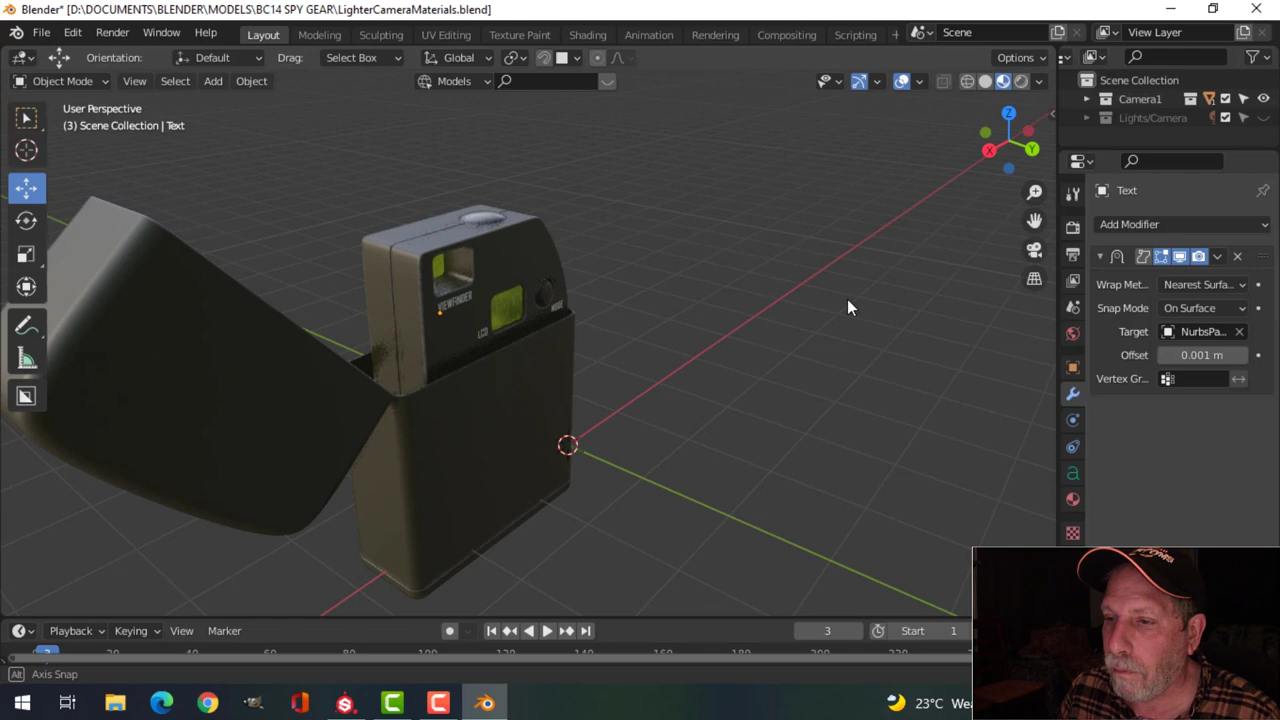 Blender* [D:\DOCUMENTS\BLENDER\MODELS\BC14 SPY GEAR\LighterCameraMaterials.blend]
File Edit Render Window Help Layout Modeling Sculpting UV Editing Texture Paint Shading Animation Rendering Compositing Scripting Scene View Layer
Orientation: Default Drag: Select Box Global Options
Object Mode View Select Add Object Models
User Perspective
(3) Scene Collection | Text
Scene Collection
Camera1
Lights/Camera
Z
X
Y
Text
Add Modifier
Wrap Met... Nearest Surfa...
Snap Mode On Surface
Target NurbsPa...
Offset 0.001 m
Vertex Gr...
VIEWFINDER
LCD
MODE
Playback Keying View Marker 3 Start 1
Alt Axis Snap
23°C